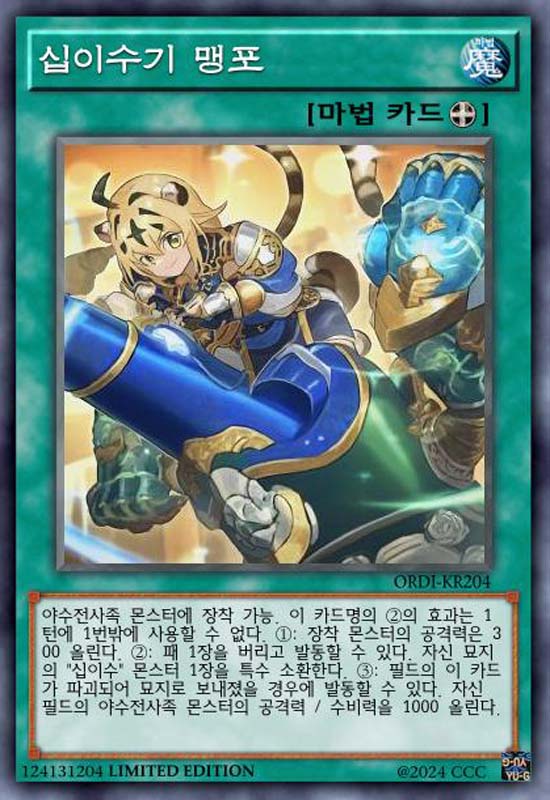 십이수기 맹포
마법
魔
[마법 카드]
ORDI-KR204
야수전사족 몬스터에 장착 가능. 이 카드명의 ②의 효과는 1
턴에 1번밖에 사용할 수 없다. ①: 장착 몬스터의 공격력은 3
00 올린다. ②: 패 1장을 버리고 발동할 수 있다. 자신 묘지
의 "십이수" 몬스터 1장을 특수 소환한다. ③: 필드의 이 카드
가 파괴되어 묘지로 보내졌을 경우에 발동할 수 있다. 자신
필드의 야수전사족 몬스터의 공격력 / 수비력을 1000 올린다.
124131204 LIMITED EDITION
@2024 CCC
YU-G